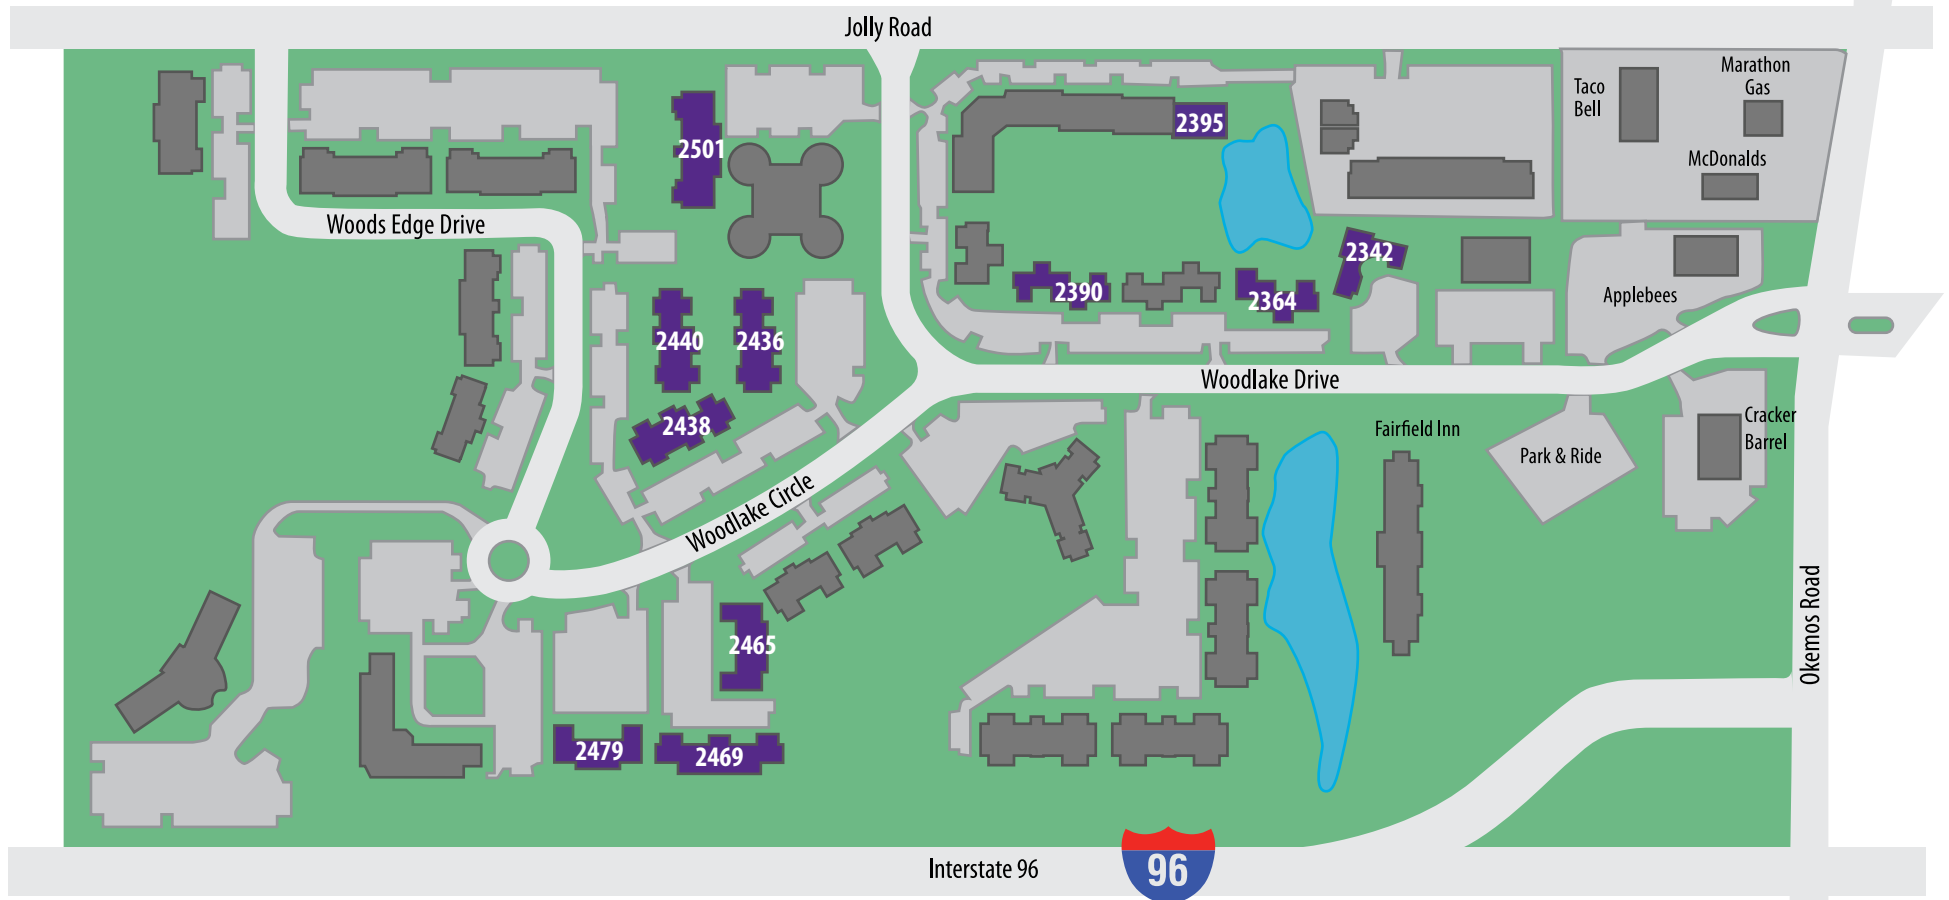 Jolly Road
Marathon
Gas
Taco
Bell
2395
2501
McDonalds
Woods Edge Drive
2342
2390
2364
Applebees
2440
2436
Woodlake Drive
2438
Cracker
Barrel
Fairfield Inn
Park & Ride
Woodlake Circle
Okemos Road
2465
2479
2469
Interstate 96
96